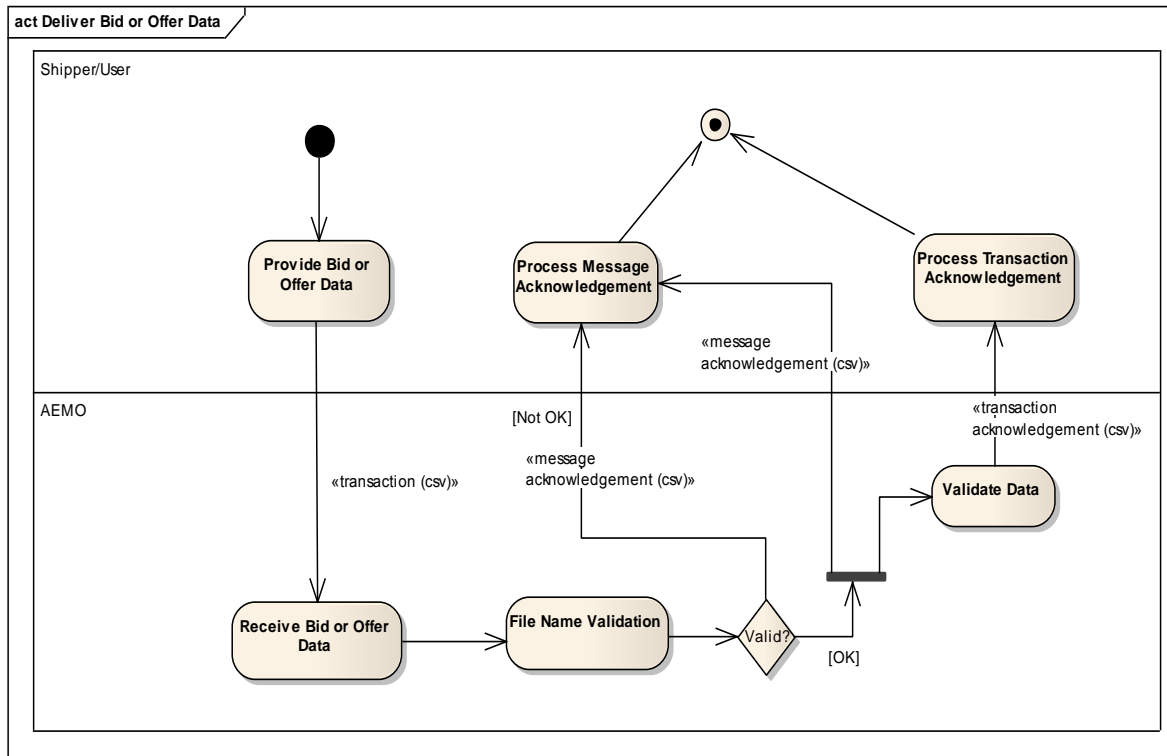 act Deliver Bid or Offer Data
Shipper/User
Provide Bid or
Offer Data
Process Message
Acknowledgement
Process Transaction
Acknowledgement
«message
acknowledgement (csv)»
AEMO
[Not OK]
«transaction
acknowledgement (csv)»
«message
acknowledgement (csv)»
«transaction (csv)»
Validate Data
Receive Bid or Offer
Data
File Name Validation
Valid?
[OK]